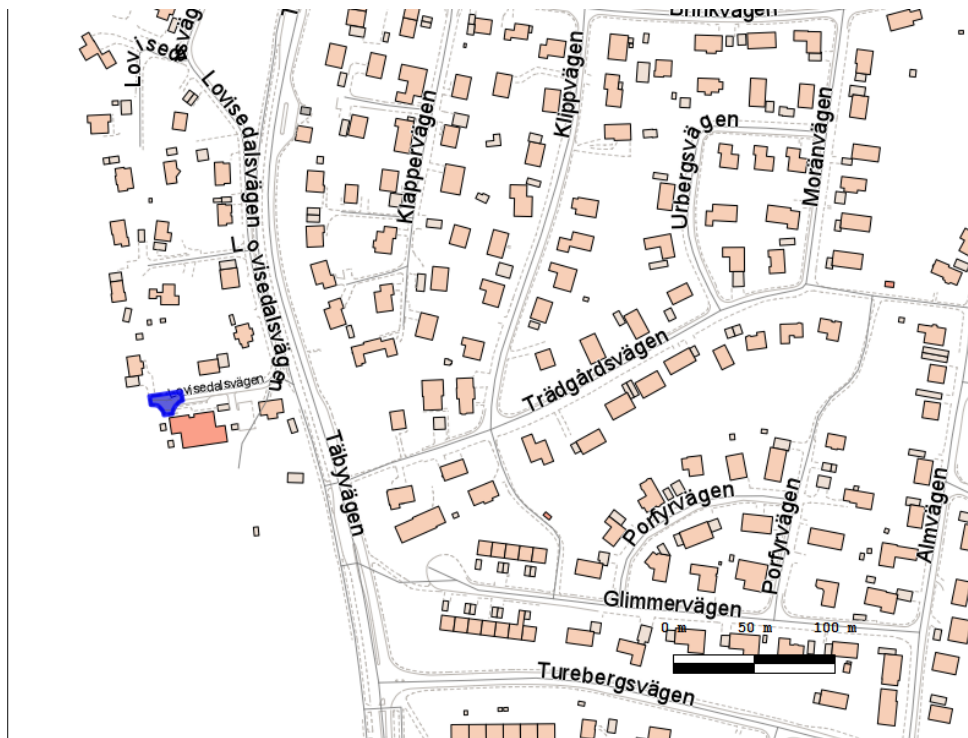 Brinkvägen
Lovisedalsvägen
Klippvägen
Klappervägen
Urbergsvägen
Moränvägen
Lovisedalsvägen
Lovisedalsvägen
Trädgårdsvägen
Täbyvägen
Porfyrvägen
Porfyrvägen
Almvägen
Glimmervägen
0 m 50 m 100 m
Turebergsvägen